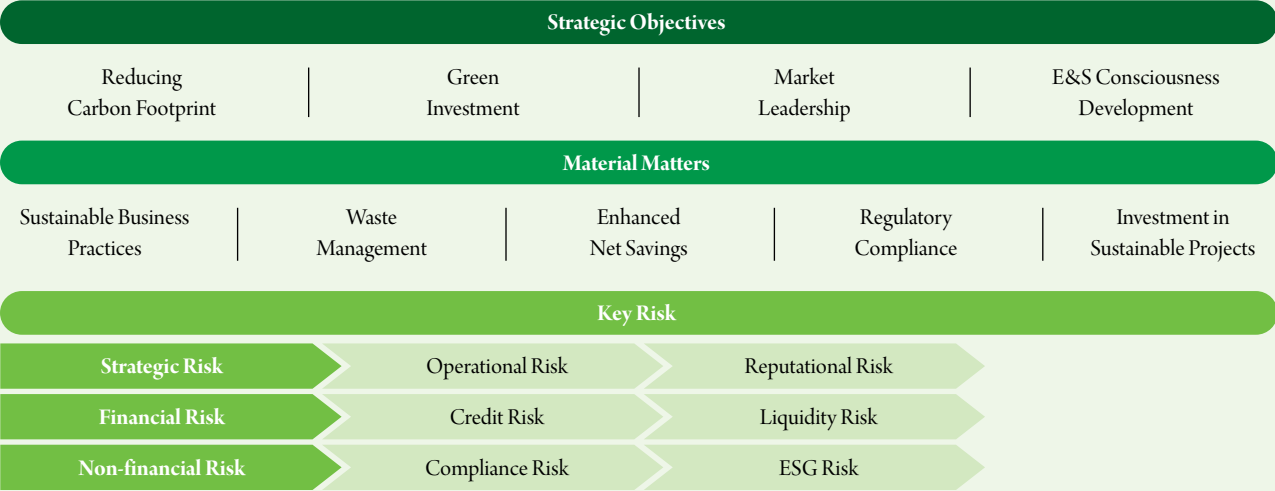 Strategic Objectives
Reducing
Carbon Footprint
Green
Investment
Market
Leadership
E&S Consciousness
Development
Material Matters
Sustainable Business
Practices
Waste
Management
Enhanced
Net Savings
Regulatory
Compliance
Investment in
Sustainable Projects
Key Risk
Strategic Risk
Operational Risk
Reputational Risk
Financial Risk
Credit Risk
Liquidity Risk
Non-financial Risk
Compliance Risk
ESG Risk